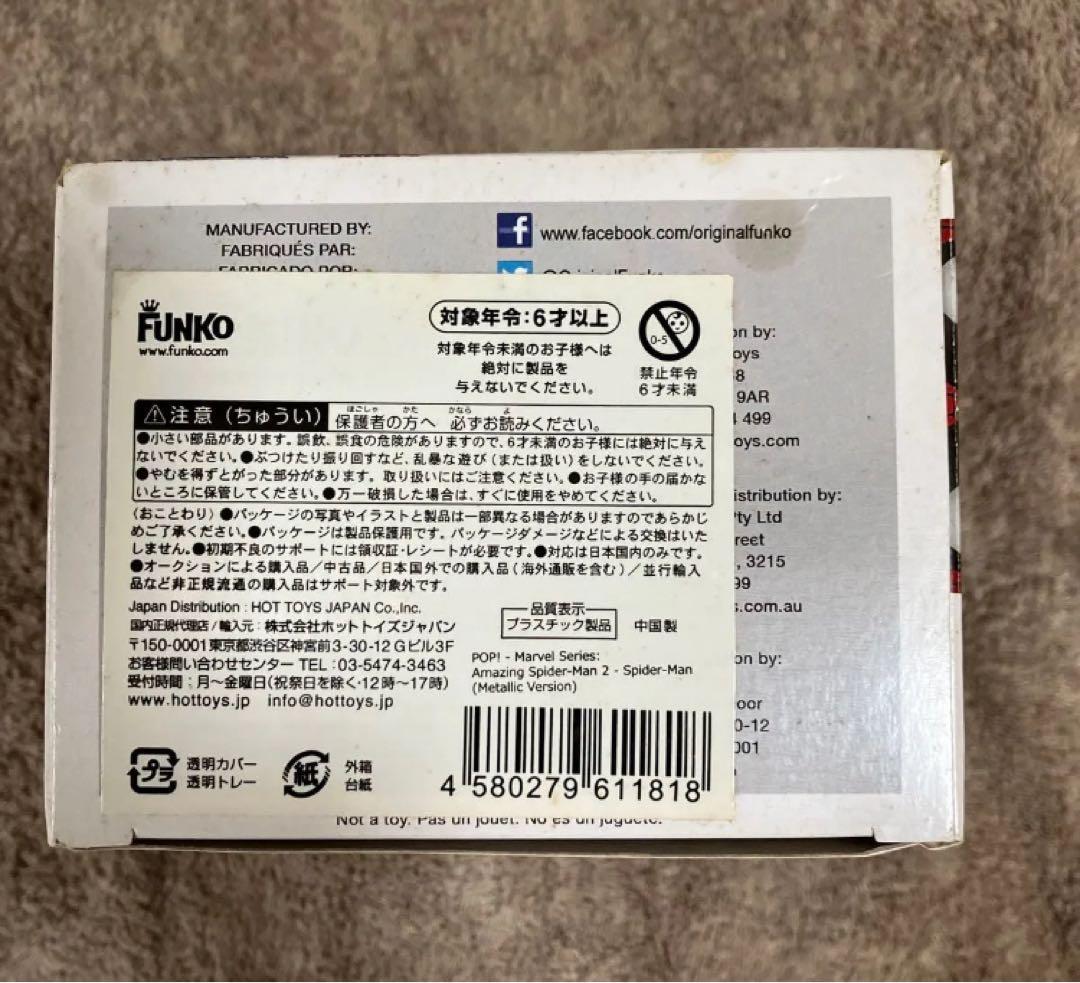 MANUFACTURED BY:
FABRIQUÉS PAR:
FABRICADO POR:
www.facebook.com/originalfunko
@OriginalFunko
FUNKO
www.funko.com
対象年令:6才以上
対象年令未満のお子様へは
絶対に製品を
与えないでください。
0-5
禁止年令
6才未満
注意(ちゅうい) 保護者の方へ 必ずお読みください。
ほごしゃ かた かなら よ
●小さい部品があります。誤飲、誤食の危険がありますので、6才未満のお子様には絶対に与え
ないでください。●ぶつけたり振り回すなど、乱暴な遊び(または扱い)をしないでください。
●やむを得ずとがった部分があります。取り扱いにはご注意ください。●お子様の手の届かな
いところに保管してください。●万一破損した場合は、すぐに使用をやめてください。
(おことわり)●パッケージの写真やイラストと製品は一部異なる場合がありますのであらかじ
めご了承ください。●パッケージは製品保護用です。パッケージダメージなどによる交換はいた
しません。●初期不良のサポートには領収証・レシートが必要です。●対応は日本国内のみです。
●オークションによる購入品/中古品/日本国外での購入品(海外通販を含む)/並行輸入
品など非正規流通の購入品はサポート対象外です。
Japan Distribution : HOT TOYS JAPAN Co.,Inc.
国内正規代理店/輸入元:株式会社ホットトイズジャパン
〒150-0001東京都渋谷区神宮前3-30-12 Gビル3F
お客様問い合わせセンター TEL:03-5474-3463
受付時間:月~金曜日(祝祭日を除く・12時~17時)
www.hottoys.jp info@hottoys.jp
品質表示
プラスチック製品
中国製
POP! - Marvel Series:
Amazing Spider-Man 2 - Spider-Man
(Metallic Version)
プラ
透明カバー
透明トレー
紙
外箱
台紙
4 580279 611818
on by:
oys
8
9AR
499
oys.com
istribution by:
Pty Ltd
reet
, 3215
99
s.com.au
on by:
oor
0-12
001
Not a toy. Pas un jouet. No es un juguete.